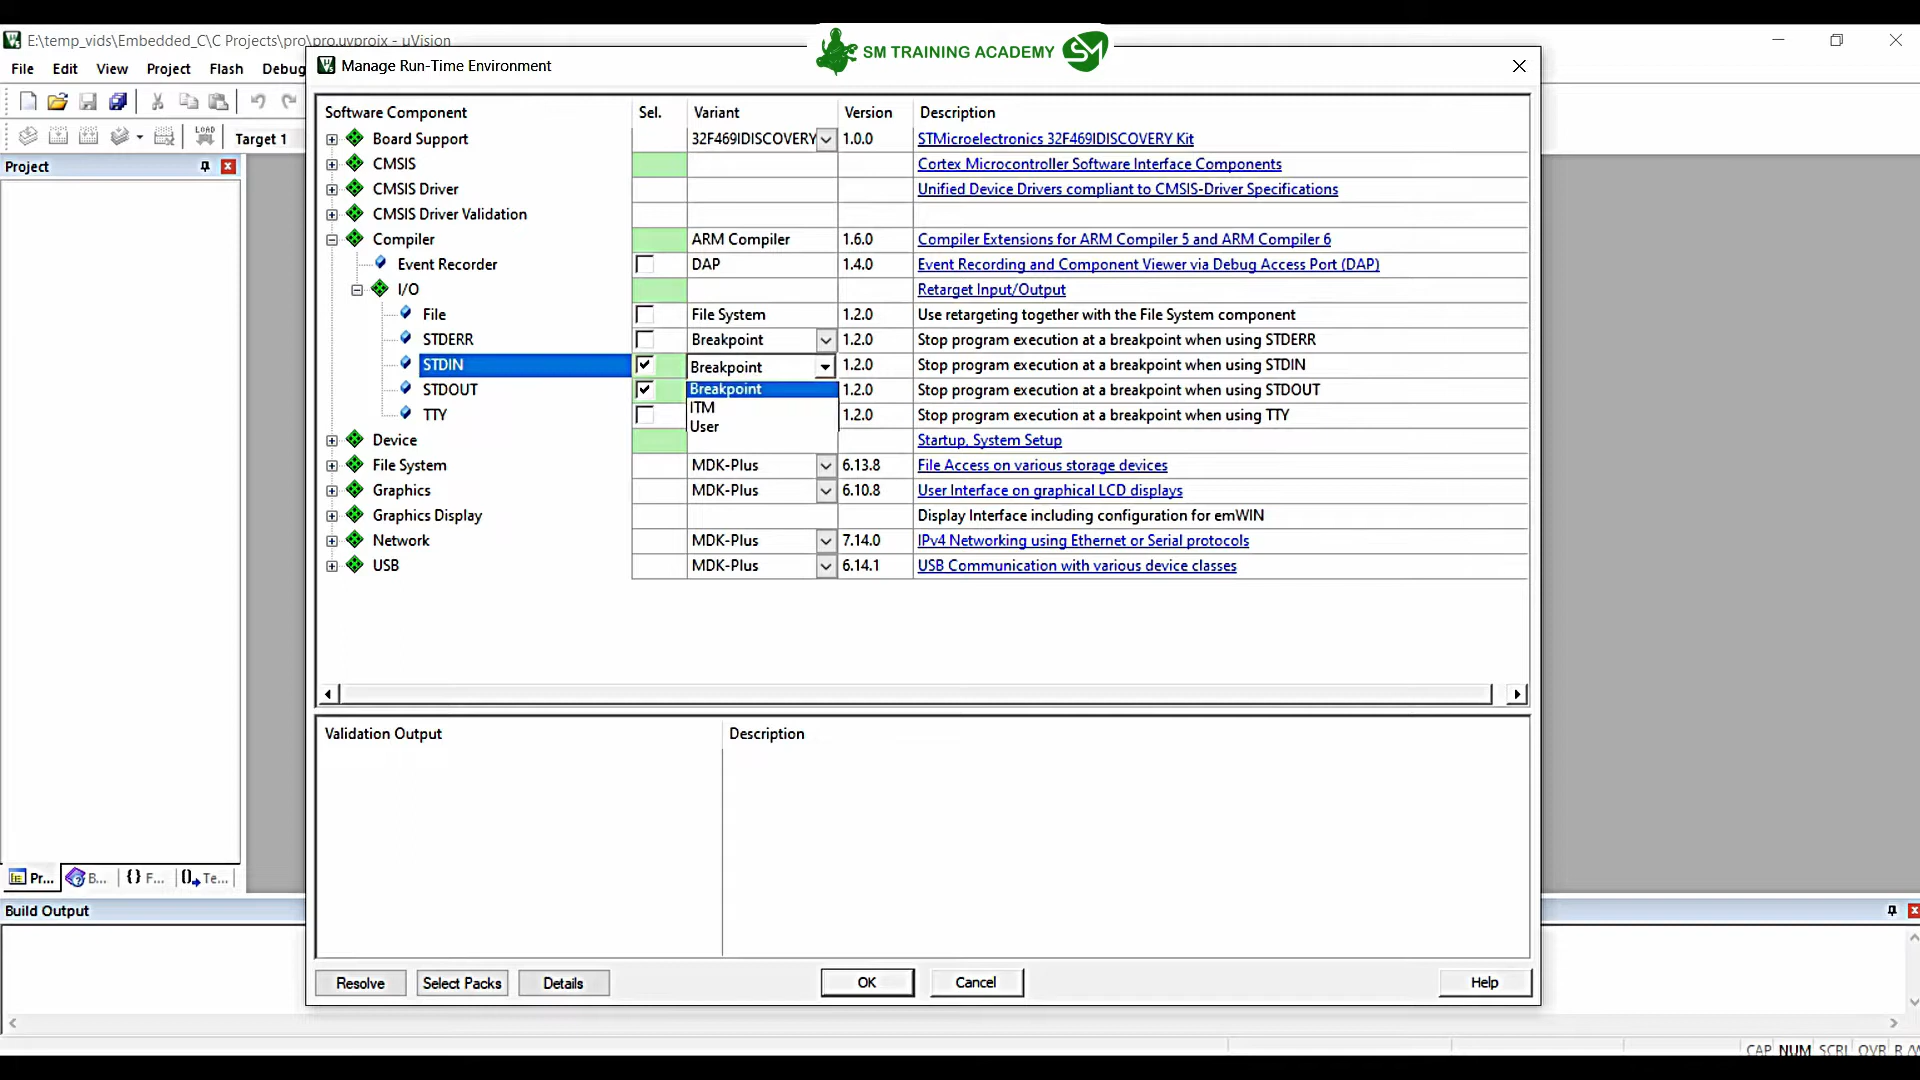 E:\temp_vids\Embedded_C\C Projects\pro\pro.uvprojx - µVision
SM TRAINING ACADEMY SM
File Edit View Project Flash Debug
Manage Run-Time Environment
LOAD Target 1
Project
Software Component Sel. Variant Version Description
Board Support 32F469IDISCOVERY 1.0.0 STMicroelectronics 32F469IDISCOVERY Kit
CMSIS Cortex Microcontroller Software Interface Components
CMSIS Driver Unified Device Drivers compliant to CMSIS-Driver Specifications
CMSIS Driver Validation
Compiler ARM Compiler 1.6.0 Compiler Extensions for ARM Compiler 5 and ARM Compiler 6
Event Recorder DAP 1.4.0 Event Recording and Component Viewer via Debug Access Port (DAP)
I/O Retarget Input/Output
File File System 1.2.0 Use retargeting together with the File System component
STDERR Breakpoint 1.2.0 Stop program execution at a breakpoint when using STDERR
STDIN Breakpoint 1.2.0 Stop program execution at a breakpoint when using STDIN
STDOUT Breakpoint 1.2.0 Stop program execution at a breakpoint when using STDOUT
ITM
TTY 1.2.0 Stop program execution at a breakpoint when using TTY
User
Device Startup, System Setup
File System MDK-Plus 6.13.8 File Access on various storage devices
Graphics MDK-Plus 6.10.8 User Interface on graphical LCD displays
Graphics Display Display Interface including configuration for emWIN
Network MDK-Plus 7.14.0 IPv4 Networking using Ethernet or Serial protocols
USB MDK-Plus 6.14.1 USB Communication with various device classes
Validation Output Description
Pr... B... {} F... Te...
Build Output
Resolve Select Packs Details OK Cancel Help
CAP NUM SCRL OVR R /W